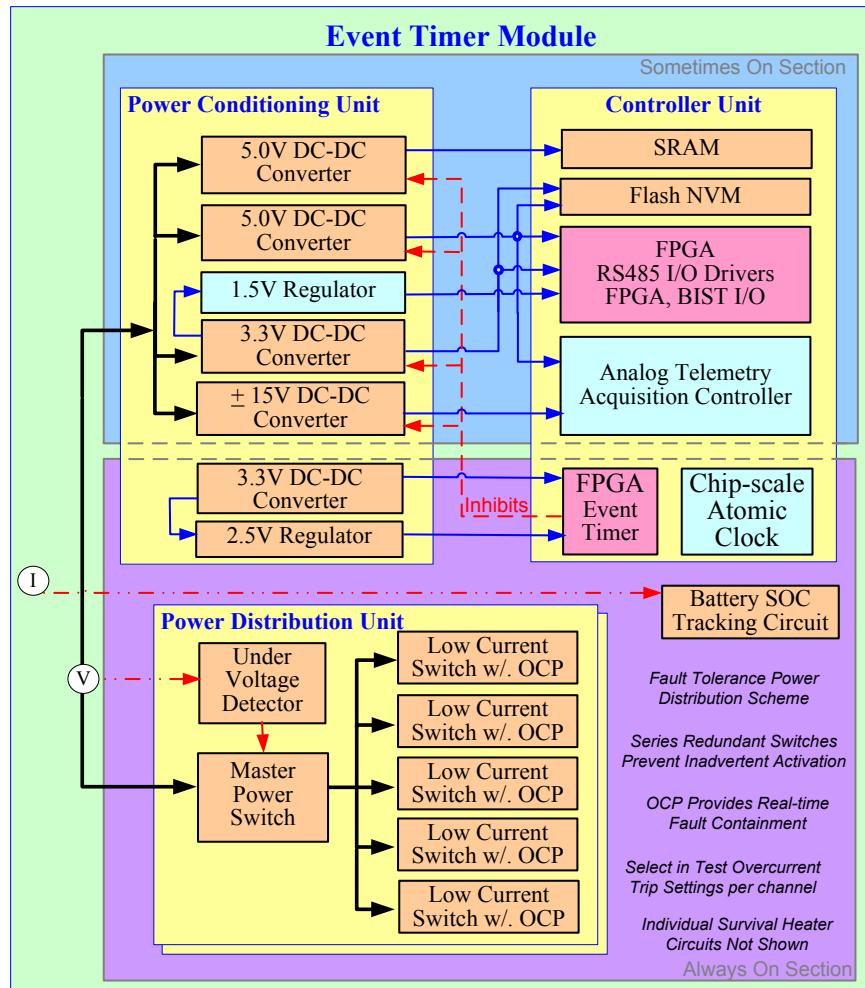 Event Timer Module
Sometimes On Section
Power Conditioning Unit
5.0V DC-DC
Converter
5.0V DC-DC
Converter
1.5V Regulator
3.3V DC-DC
Converter
± 15V DC-DC
Converter
3.3V DC-DC
Converter
2.5V Regulator
Controller Unit
SRAM
Flash NVM
FPGA
RS485 I/O Drivers
FPGA, BIST I/O
Analog Telemetry
Acquisition Controller
Inhibits
FPGA
Event
Timer
Chip-scale
Atomic
Clock
I
Battery SOC
Tracking Circuit
Power Distribution Unit
V
Under
Voltage
Detector
Master
Power
Switch
Low Current
Switch w/. OCP
Low Current
Switch w/. OCP
Low Current
Switch w/. OCP
Low Current
Switch w/. OCP
Low Current
Switch w/. OCP
Fault Tolerance Power
Distribution Scheme
Series Redundant Switches
Prevent Inadvertent Activation
OCP Provides Real-time
Fault Containment
Select in Test Overcurrent
Trip Settings per channel
Individual Survival Heater
Circuits Not Shown
Always On Section